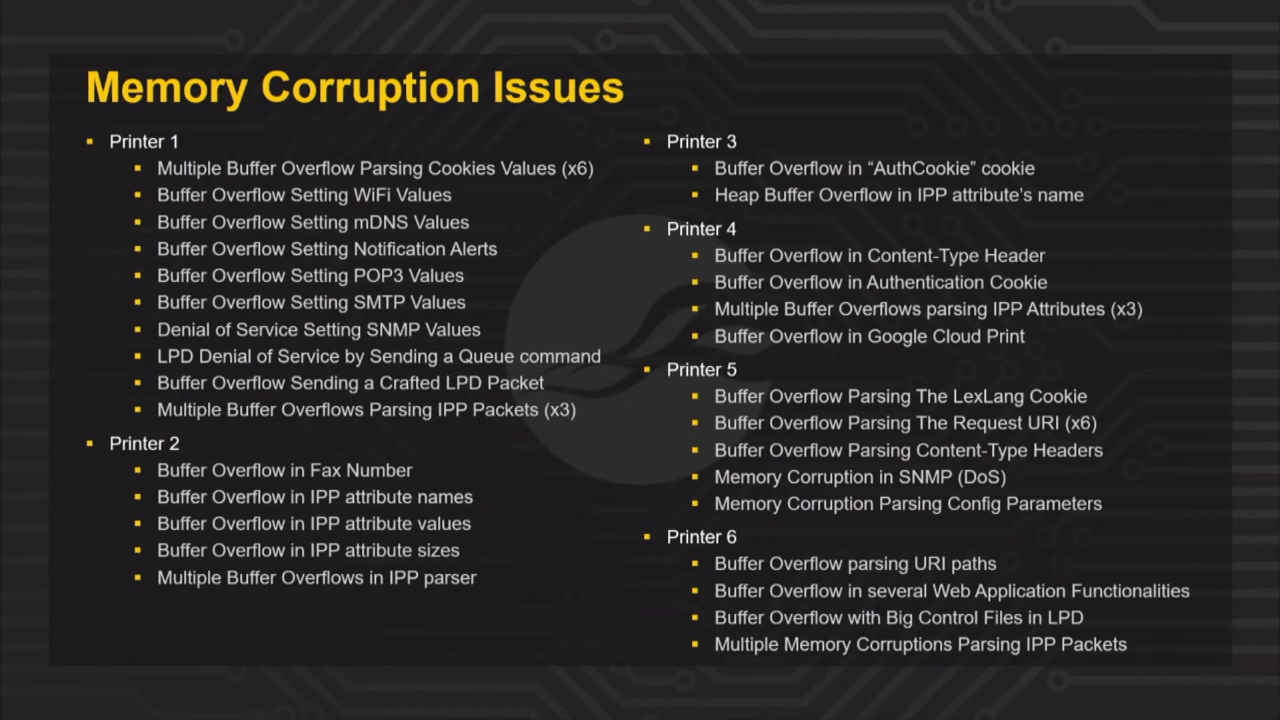 Memory Corruption Issues
Printer 1
Multiple Buffer Overflow Parsing Cookies Values (x6)
Buffer Overflow Setting WiFi Values
Buffer Overflow Setting mDNS Values
Buffer Overflow Setting Notification Alerts
Buffer Overflow Setting POP3 Values
Buffer Overflow Setting SMTP Values
Denial of Service Setting SNMP Values
LPD Denial of Service by Sending a Queue command
Buffer Overflow Sending a Crafted LPD Packet
Multiple Buffer Overflows Parsing IPP Packets (x3)
Printer 2
Buffer Overflow in Fax Number
Buffer Overflow in IPP attribute names
Buffer Overflow in IPP attribute values
Buffer Overflow in IPP attribute sizes
Multiple Buffer Overflows in IPP parser
Printer 3
Buffer Overflow in “AuthCookie” cookie
Heap Buffer Overflow in IPP attribute’s name
Printer 4
Buffer Overflow in Content-Type Header
Buffer Overflow in Authentication Cookie
Multiple Buffer Overflows parsing IPP Attributes (x3)
Buffer Overflow in Google Cloud Print
Printer 5
Buffer Overflow Parsing The LexLang Cookie
Buffer Overflow Parsing The Request URI (x6)
Buffer Overflow Parsing Content-Type Headers
Memory Corruption in SNMP (DoS)
Memory Corruption Parsing Config Parameters
Printer 6
Buffer Overflow parsing URI paths
Buffer Overflow in several Web Application Functionalities
Buffer Overflow with Big Control Files in LPD
Multiple Memory Corruptions Parsing IPP Packets